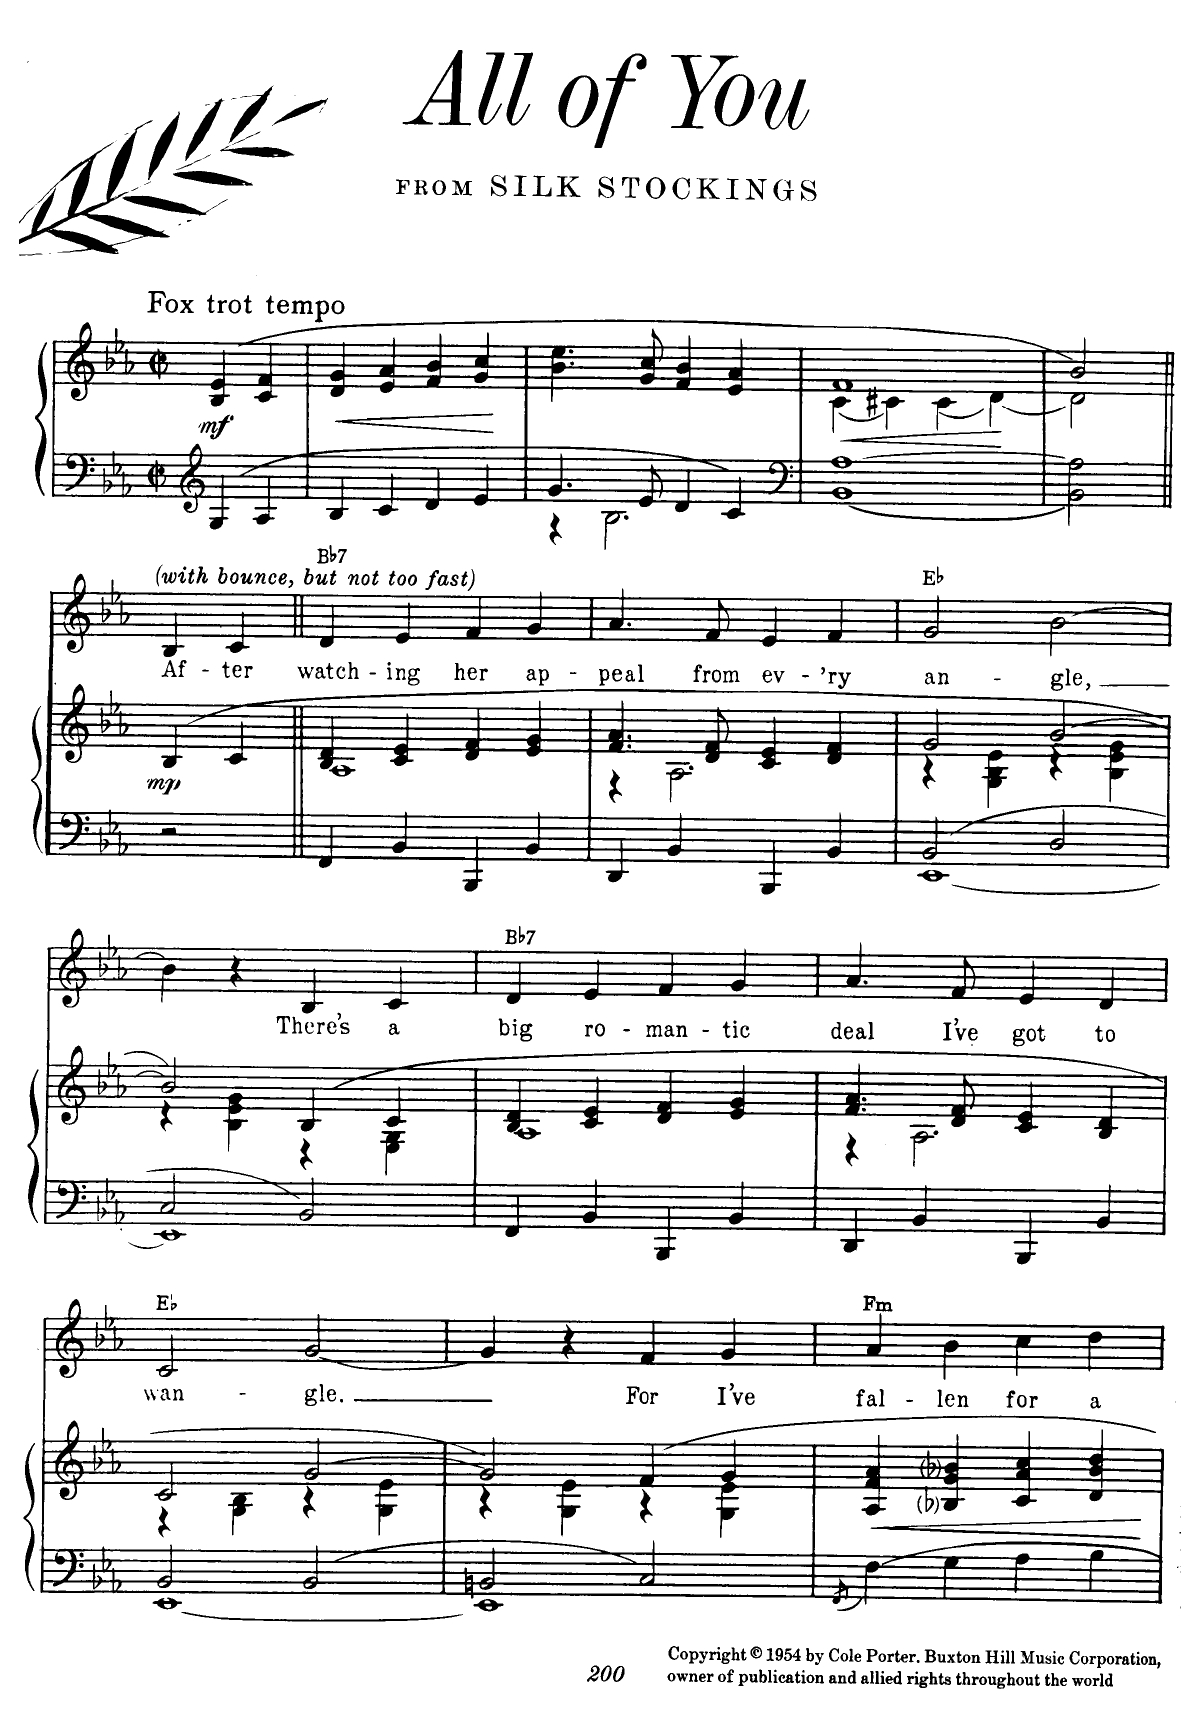 All of You
FROM SILK STOCKINGS
Fox trot tempo
mf
(with bounce, but not too fast)
B♭7
E♭
Af - ter watch - ing her ap - peal from ev - 'ry an - gle,
mp
B♭7
There's a big ro - man - tic deal I've got to
E♭
Fm
wan - gle. For I've fal - len for a
200
Copyright © 1954 by Cole Porter. Buxton Hill Music Corporation,
owner of publication and allied rights throughout the world